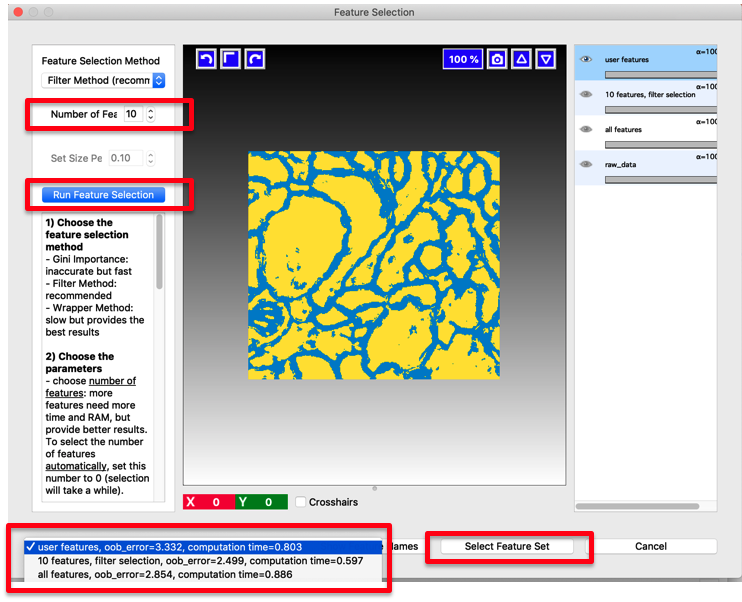 Feature Selection
Feature Selection Method
Filter Method (recomm
Number of Fea 10
Set Size Pe 0.10
Run Feature Selection
1) Choose the
feature selection
method
- Gini Importance:
inaccurate but fast
- Filter Method:
recommended
- Wrapper Method:
slow but provides the
best results
2) Choose the
parameters
- choose number of
features: more
features need more
time and RAM, but
provide better results.
To select the number
of features
automatically, set this
number to 0 (selection
will take a while).
100 %
X 0 Y 0
Crosshairs
α=100
user features
α=100
10 features, filter selection
α=100
all features
α=100
raw_data
user features, oob_error=3.332, computation time=0.803
10 features, filter selection, oob_error=2.499, computation time=0.597
all features, oob_error=2.854, computation time=0.886
Names
Select Feature Set
Cancel